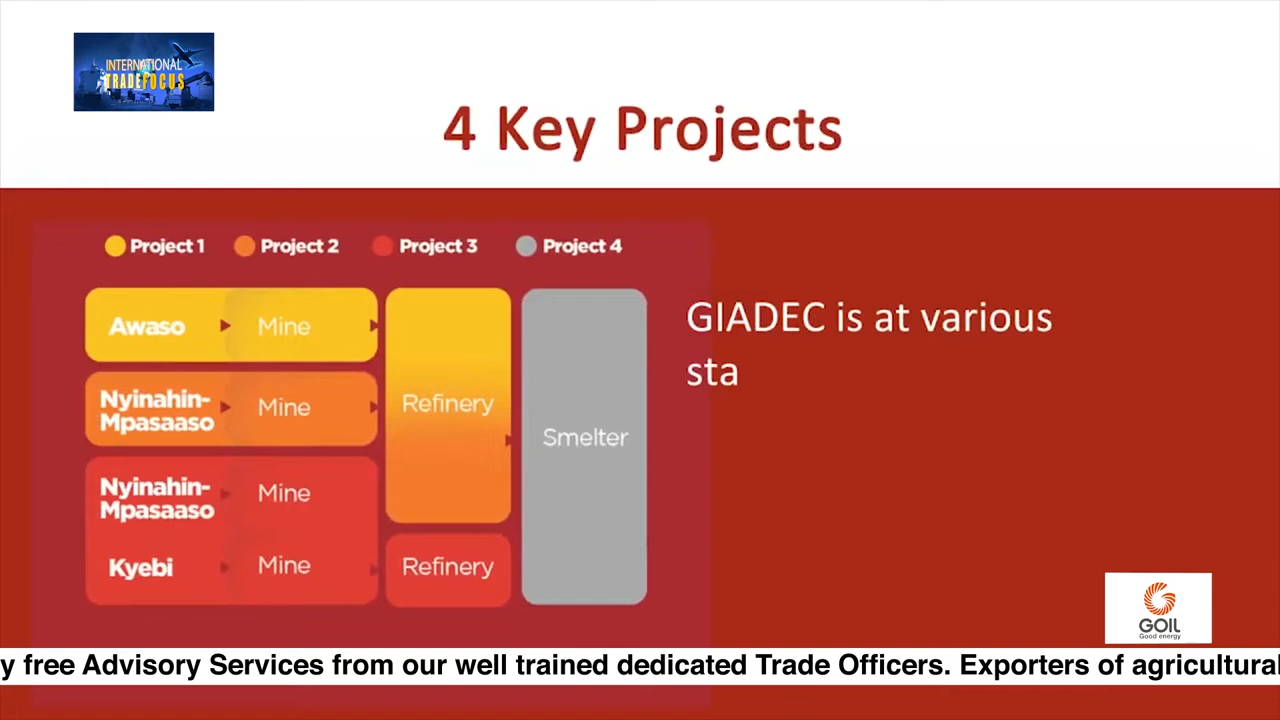 INTERNATIONAL
TRADE FOCUS
4 Key Projects
Project 1 Project 2 Project 3 Project 4
Awaso Mine
Nyinahin-
Mpasaaso Mine
Refinery
Nyinahin-
Mpasaaso Mine
Kyebi Mine
Refinery
Smelter
GIADEC is at various
sta
GOIL
Good energy
y free Advisory Services from our well trained dedicated Trade Officers. Exporters of agricultural